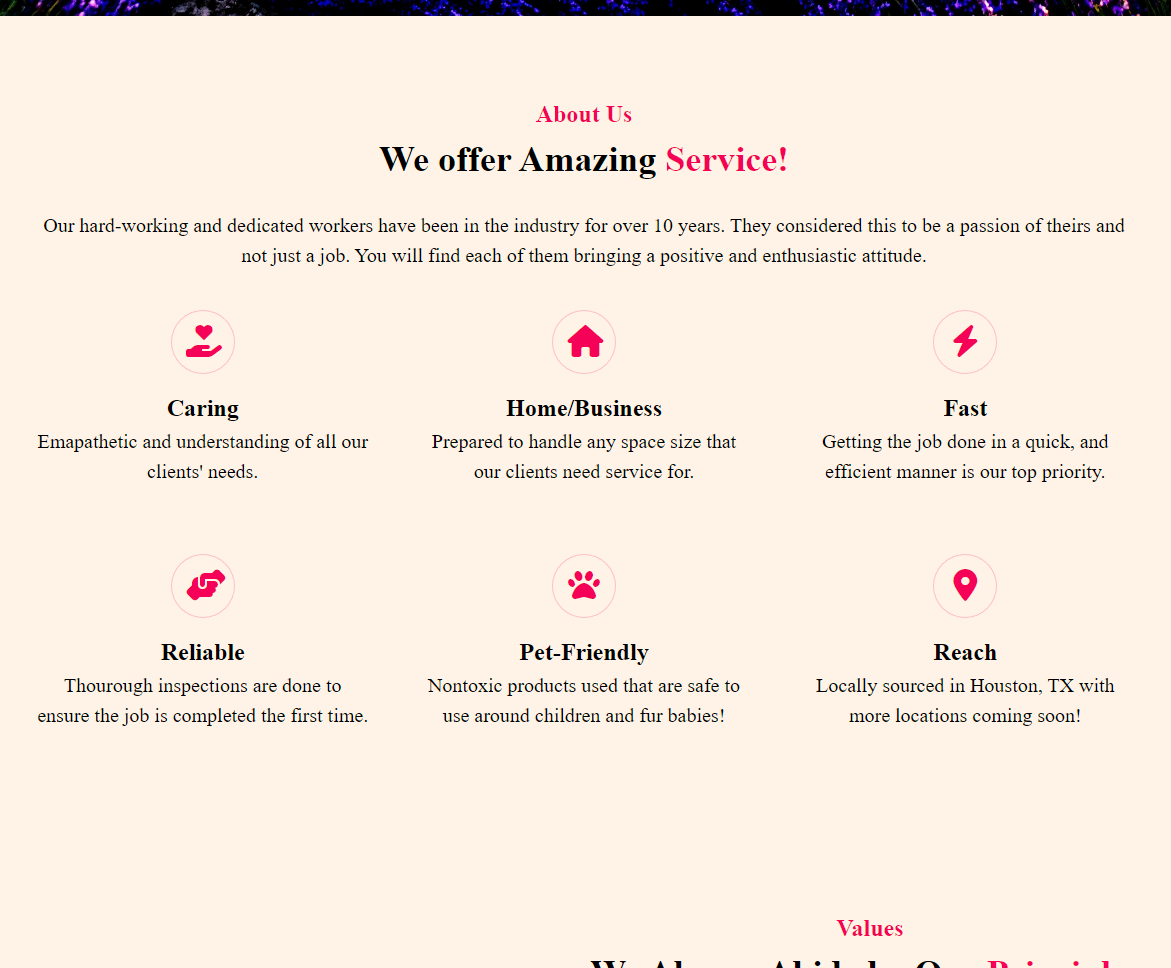 About Us
We offer Amazing Service!
Our hard-working and dedicated workers have been in the industry for over 10 years. They considered this to be a passion of theirs and
not just a job. You will find each of them bringing a positive and enthusiastic attitude.
Caring
Emapathetic and understanding of all our
clients' needs.
Home/Business
Prepared to handle any space size that
our clients need service for.
Fast
Getting the job done in a quick, and
efficient manner is our top priority.
Reliable
Thourough inspections are done to
ensure the job is completed the first time.
Pet-Friendly
Nontoxic products used that are safe to
use around children and fur babies!
Reach
Locally sourced in Houston, TX with
more locations coming soon!
Values